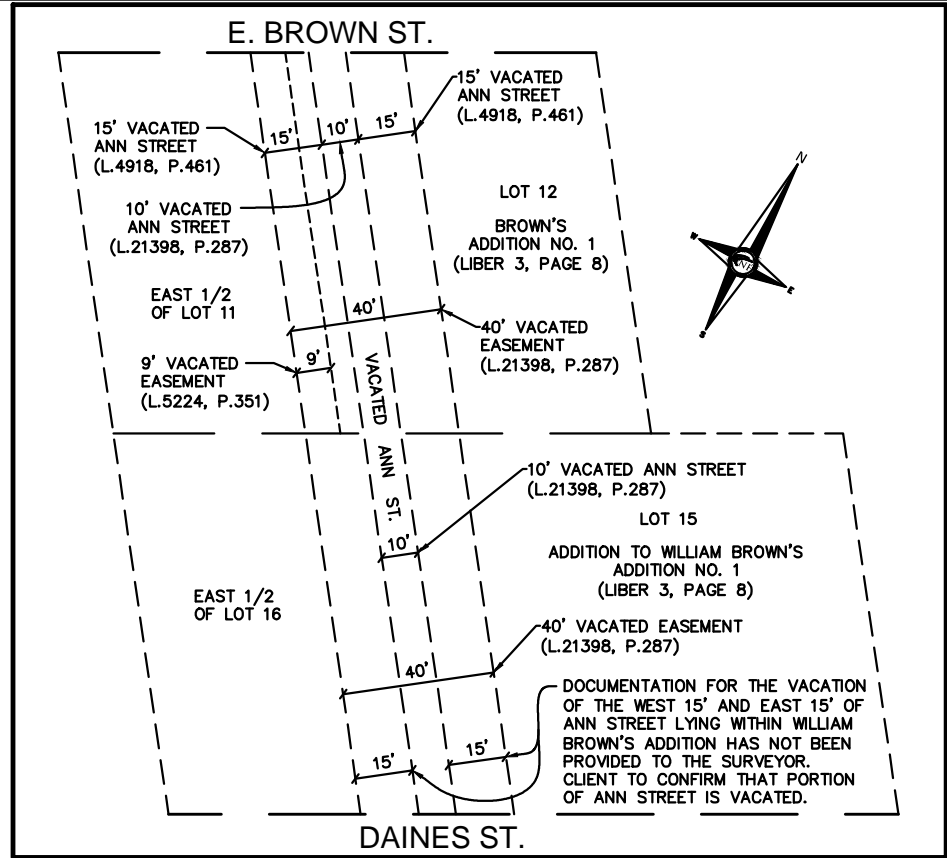 E. BROWN ST.
15' VACATED
ANN STREET
(L.4918, P.461)
15' VACATED
ANN STREET
(L.4918, P.461)
15'
10'
15'
10' VACATED
ANN STREET
(L.21398, P.287)
LOT 12
BROWN'S
ADDITION NO. 1
(LIBER 3, PAGE 8)
N
W
E
S
EAST 1/2
OF LOT 11
40'
40' VACATED
EASEMENT
(L.21398, P.287)
9' VACATED
EASEMENT
(L.5224, P.351)
9'
VACATED ANN ST.
10' VACATED ANN STREET
(L.21398, P.287)
LOT 15
10'
ADDITION TO WILLIAM BROWN'S
ADDITION NO. 1
(LIBER 3, PAGE 8)
EAST 1/2
OF LOT 16
40' VACATED EASEMENT
(L.21398, P.287)
40'
DOCUMENTATION FOR THE VACATION
OF THE WEST 15' AND EAST 15' OF
ANN STREET LYING WITHIN WILLIAM
BROWN'S ADDITION HAS NOT BEEN
PROVIDED TO THE SURVEYOR.
CLIENT TO CONFIRM THAT PORTION
OF ANN STREET IS VACATED.
15'
15'
DAINES ST.